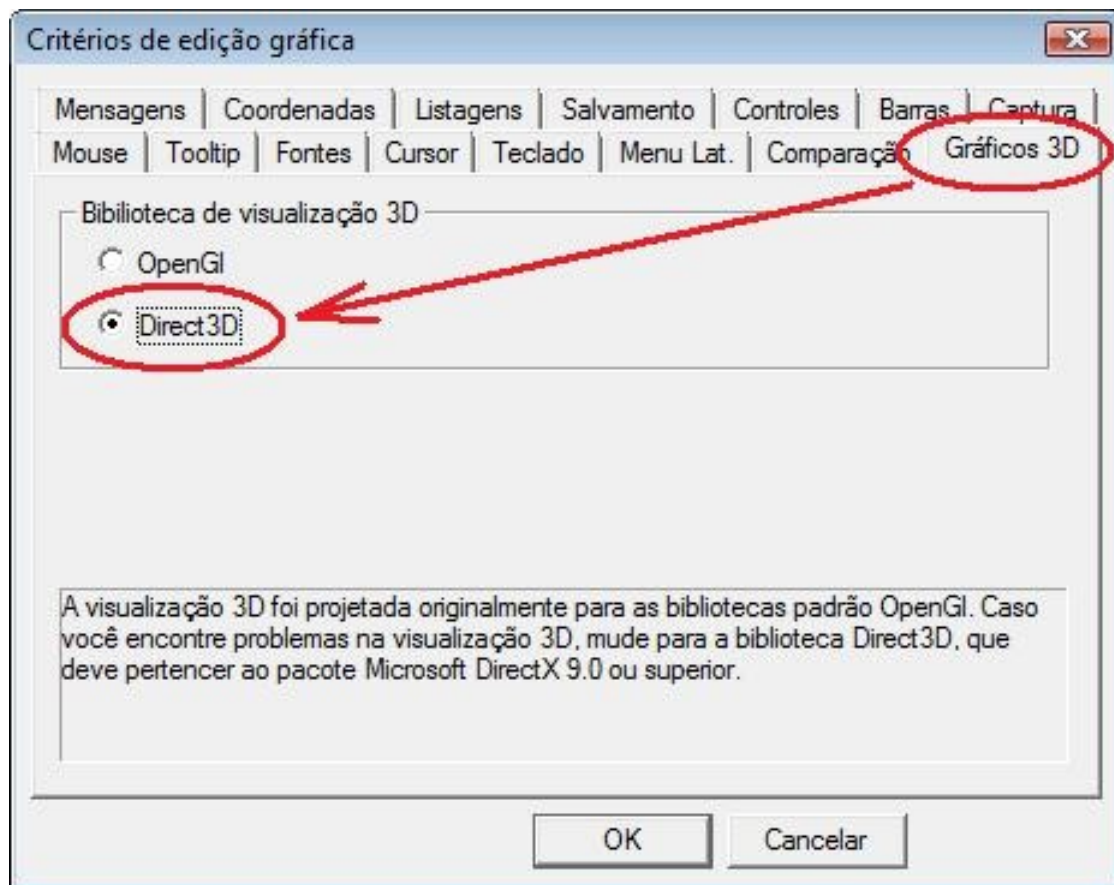 Critérios de edição gráfica
Mensagens Coordenadas Listagens Salvamento Controles Barras Captura
Mouse Tooltip Fontes Cursor Teclado Menu Lat. Comparação Gráficos 3D
Bibilioteca de visualização 3D
OpenGl
Direct3D
A visualização 3D foi projetada originalmente para as bibliotecas padrão OpenGl. Caso
você encontre problemas na visualização 3D, mude para a biblioteca Direct3D, que
deve pertencer ao pacote Microsoft DirectX 9.0 ou superior.
OK Cancelar